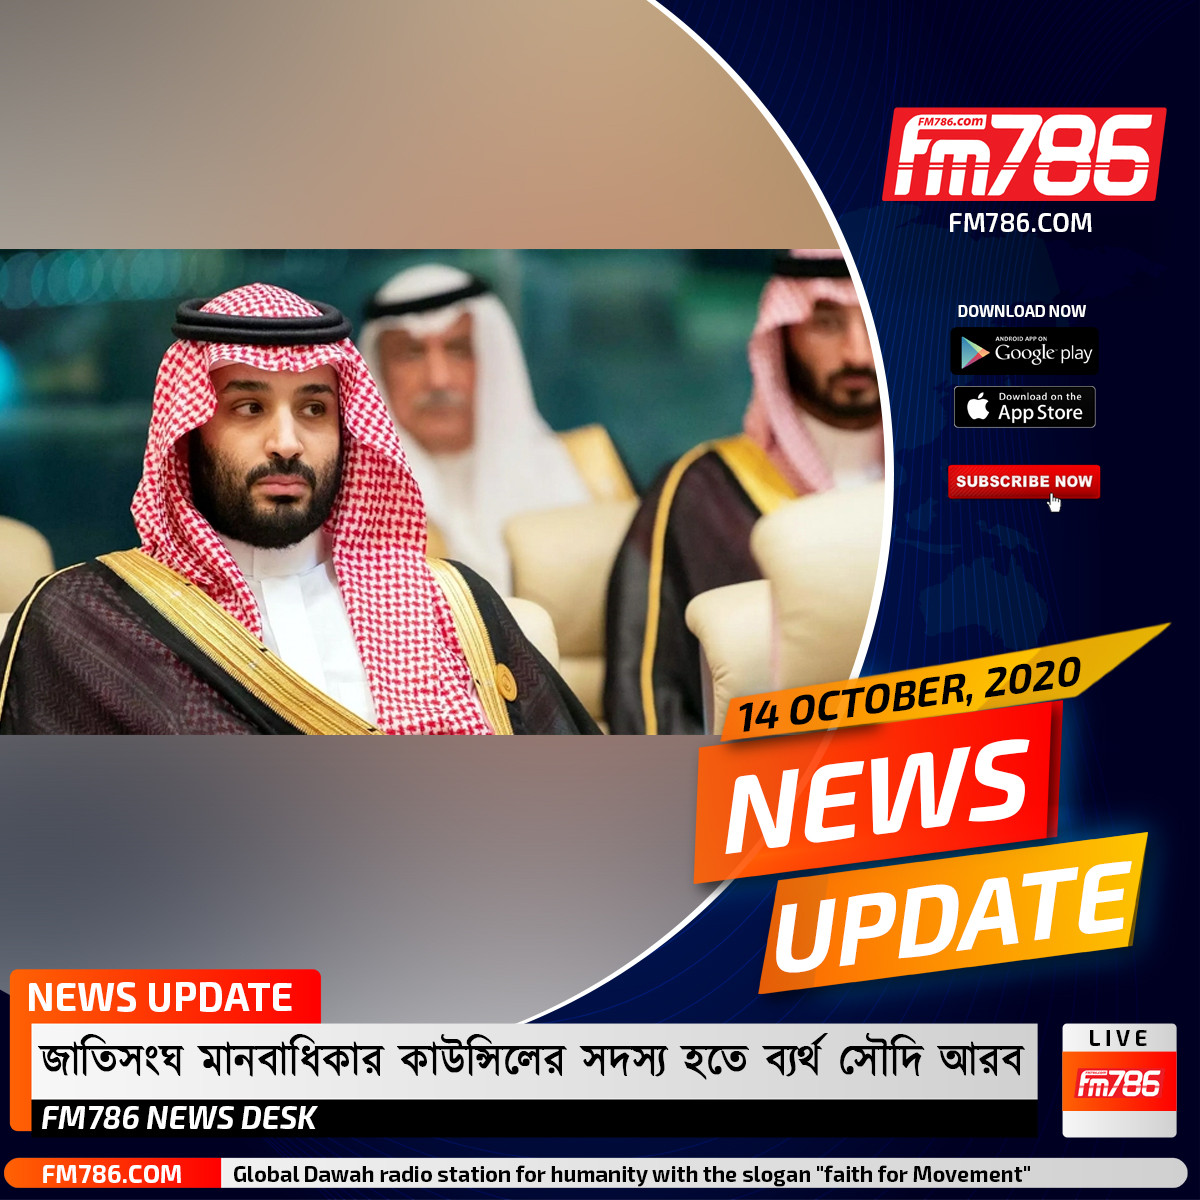 FM786.com
fm786
FM786.COM
DOWNLOAD NOW
ANDROID APP ON
Google play
Download on the
App Store
SUBSCRIBE NOW
14 OCTOBER, 2020
NEWS
UPDATE
NEWS UPDATE
জাতিসংঘ মানবাধিকার কাউন্সিলের সদস্য হতে ব্যর্থ সৌদি আরব
FM786 NEWS DESK
LIVE
fm786
FM786.COM
Global Dawah radio station for humanity with the slogan "faith for Movement"